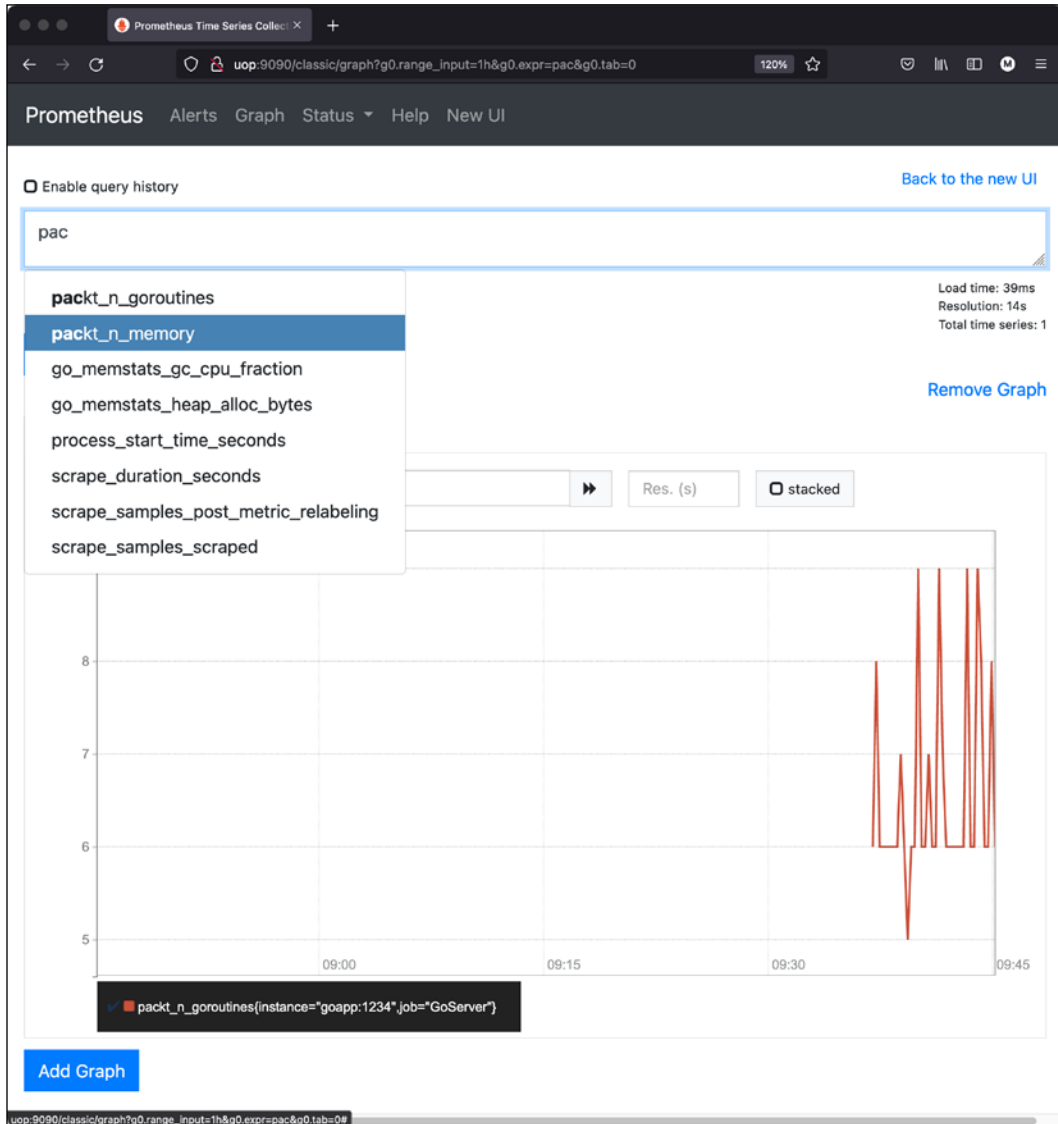 Prometheus Time Series Collect
uop:9090/classic/graph?g0.range_input=1h&g0.expr=pac&g0.tab=0
120%
M
Prometheus Alerts Graph Status Help New UI
Enable query history
Back to the new UI
pac
packt_n_goroutines
packt_n_memory
go_memstats_gc_cpu_fraction
go_memstats_heap_alloc_bytes
process_start_time_seconds
scrape_duration_seconds
scrape_samples_post_metric_relabeling
scrape_samples_scraped
Load time: 39ms
Resolution: 14s
Total time series: 1
Remove Graph
Res. (s)
stacked
8
7
6
5
09:00 09:15 09:30 09:45
packt_n_goroutines{instance="goapp:1234",job="GoServer"}
Add Graph
uop:9090/classic/graph?g0.range_input=1h&g0.expr=pac&g0.tab=0#